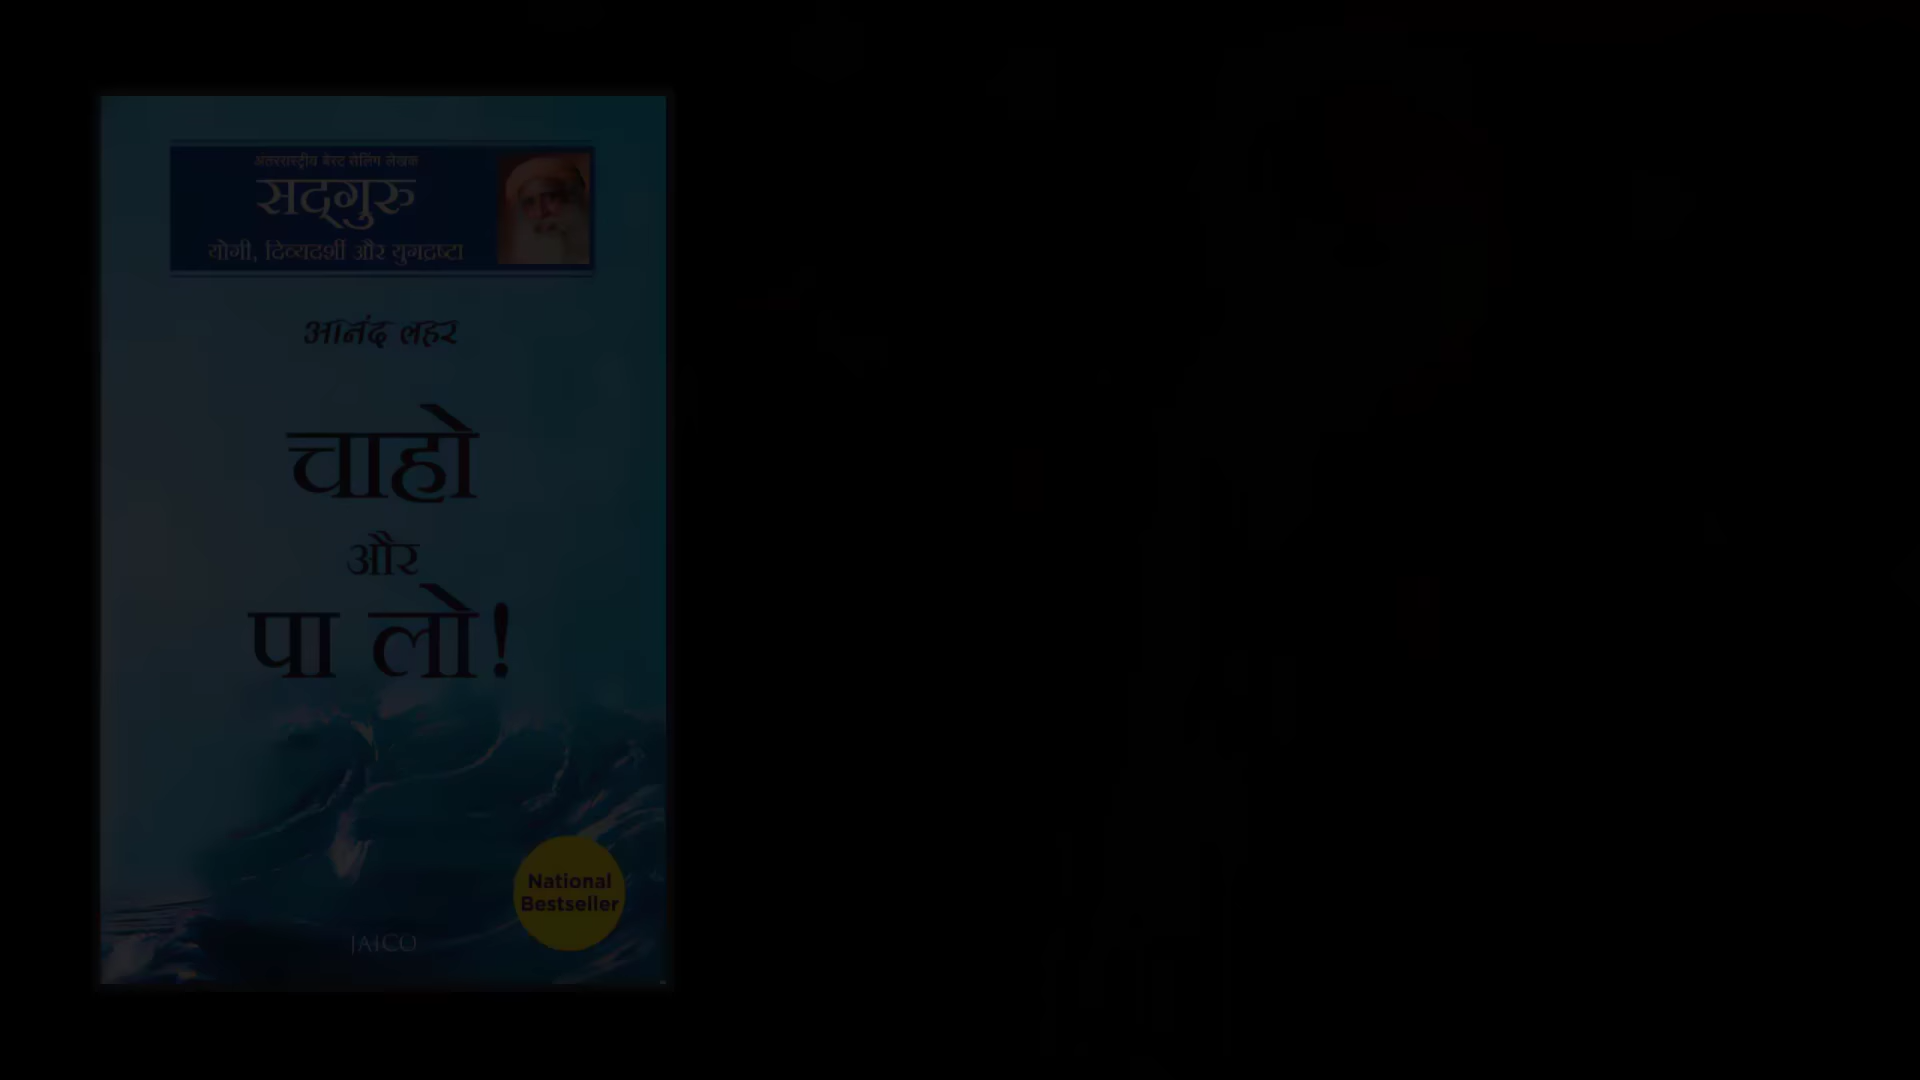 अंतरराष्ट्रीय बेस्ट सेलिंग लेखक
सद्गुरु
योगी, दिव्यदर्शी और युगद्रष्टा
आनंद लहर
चाहो
और
पा लो!
National
Bestseller
JAICO